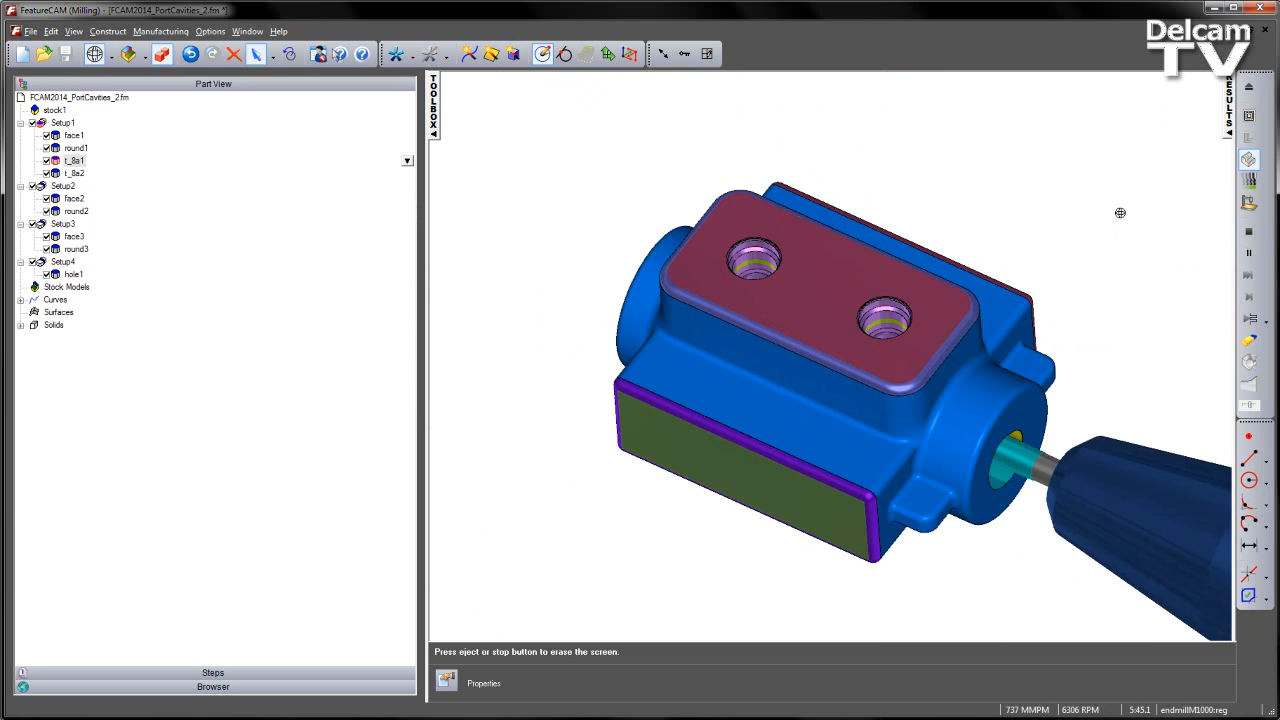 FeatureCAM (Milling) - [FCAM2014_PortCavities_2.fm *]
File Edit View Construct Manufacturing Options Window Help
Delcam
TV
Part View
TOOLBOX
RESULTS
FCAM2014_PortCavities_2.fm
stock1
Setup1
face1
round1
t_8a1
t_8a2
Setup2
face2
round2
Setup3
face3
round3
Setup4
hole1
Stock Models
Curves
Surfaces
Solids
Press eject or stop button to erase the screen.
Steps
Properties
Browser
737 MMPM 6306 RPM 5:45.1 endmillM1000:reg